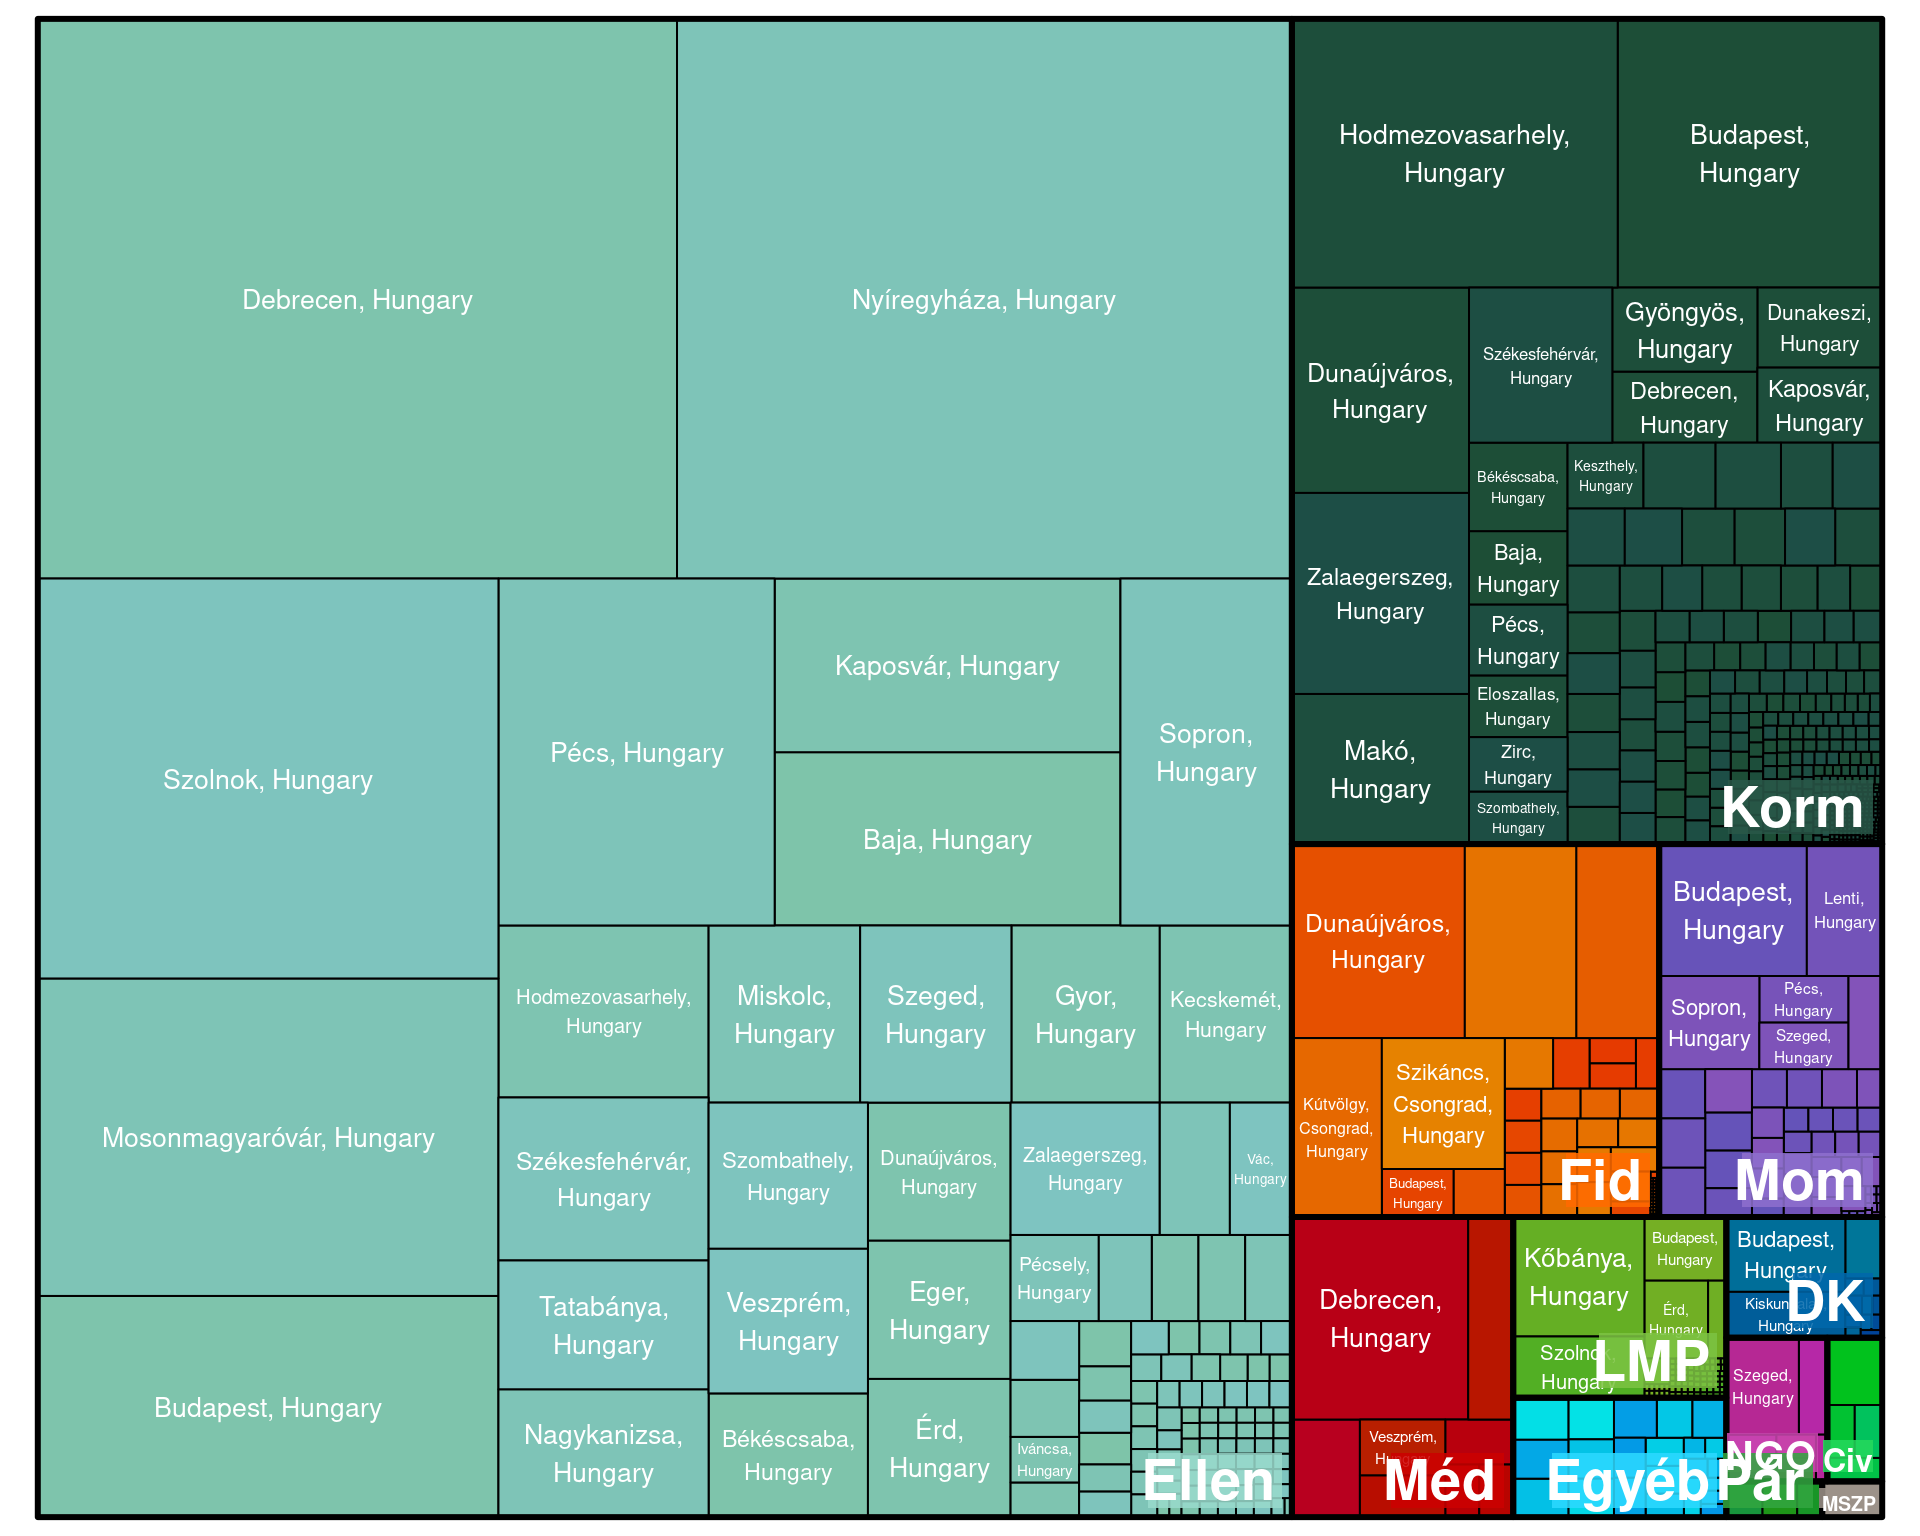 Debrecen, Hungary
Nyíregyháza, Hungary
Szolnok, Hungary
Pécs, Hungary
Kaposvár, Hungary
Baja, Hungary
Sopron,
Hungary
Mosonmagyaróvár, Hungary
Budapest, Hungary
Hodmezovasarhely,
Hungary
Miskolc,
Hungary
Szeged,
Hungary
Gyor,
Hungary
Kecskemét,
Hungary
Székesfehérvár,
Hungary
Tatabánya,
Hungary
Nagykanizsa,
Hungary
Szombathely,
Hungary
Veszprém,
Hungary
Békéscsaba,
Hungary
Dunaújváros,
Hungary
Eger,
Hungary
Érd,
Hungary
Zalaegerszeg,
Hungary
Vác,
Hungary
Pécsely,
Hungary
Iváncsa,
Hungary
Ellen
Hodmezovasarhely,
Hungary
Budapest,
Hungary
Dunaújváros,
Hungary
Zalaegerszeg,
Hungary
Makó,
Hungary
Székesfehérvár,
Hungary
Gyöngyös,
Hungary
Dunakeszi,
Hungary
Debrecen,
Hungary
Kaposvár,
Hungary
Békéscsaba,
Hungary
Keszthely,
Hungary
Baja,
Hungary
Pécs,
Hungary
Eloszallas,
Hungary
Zirc,
Hungary
Szombathely,
Hungary
Korm
Dunaújváros,
Hungary
Kútvölgy,
Csongrad,
Hungary
Szikáncs,
Csongrad,
Hungary
Budapest,
Hungary
Fid
Budapest,
Hungary
Lenti,
Hungary
Sopron,
Hungary
Pécs,
Hungary
Szeged,
Hungary
Mom
Debrecen,
Hungary
Veszprém,
Méd
Kőbánya,
Hungary
Budapest,
Hungary
Érd,
Hungary
Szolnok,
Hungary
LMP
Budapest,
Hungary
Hungary
DK
Szeged,
Hungary
NGO
Civ
Egyéb
Pár
MSZP